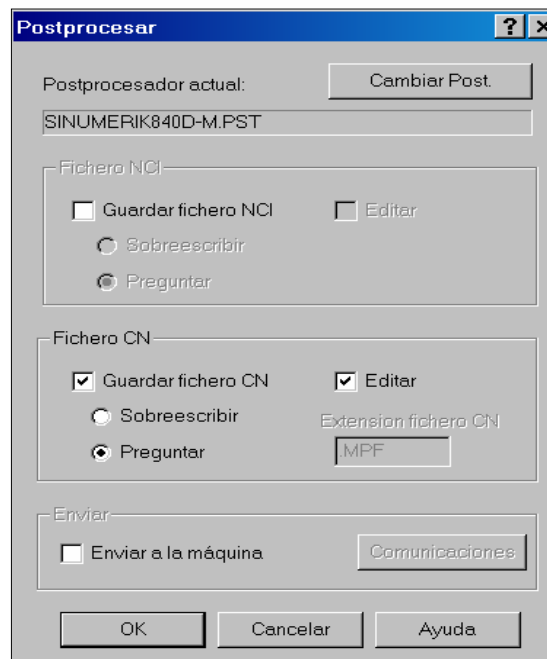 Postprocesar
Postprocesador actual:
Cambiar Post.
SINUMERIK840D-M.PST
Fichero NCI
Guardar fichero NCI
Editar
Sobreescribir
Preguntar
Fichero CN
Guardar fichero CN
Editar
Sobreescribir
Extension fichero CN
Preguntar
.MPF
Enviar
Enviar a la máquina
Comunicaciones
OK
Cancelar
Ayuda